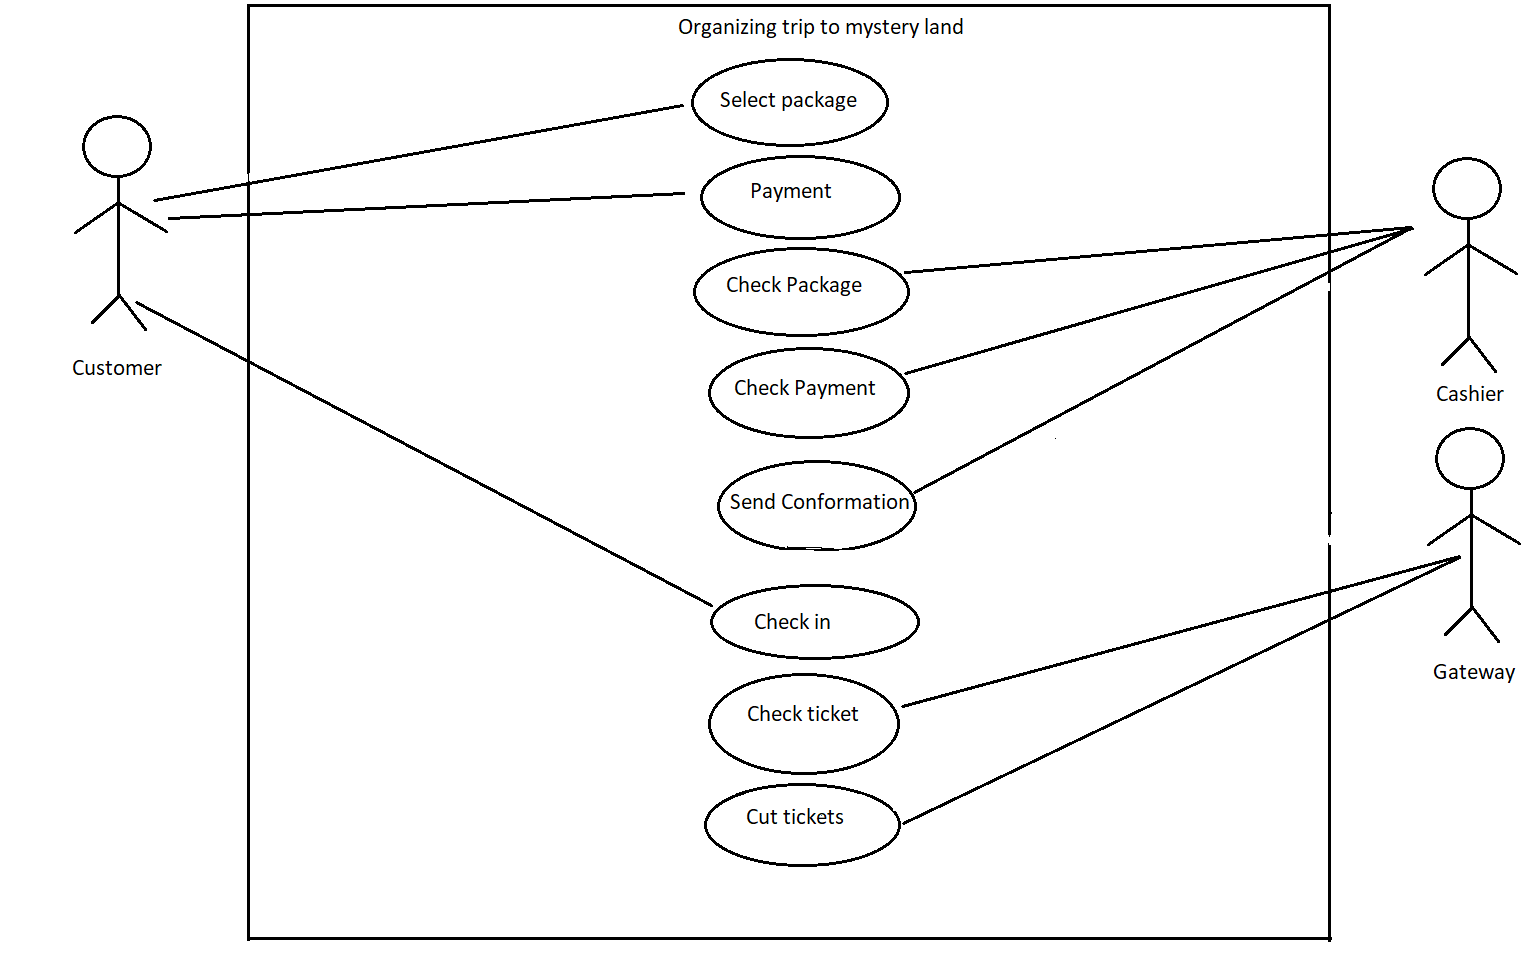 Organizing trip to mystery land
Select package
Payment
Check Package
Check Payment
Send Conformation
Check in
Check ticket
Cut tickets
Customer
Cashier
Gateway